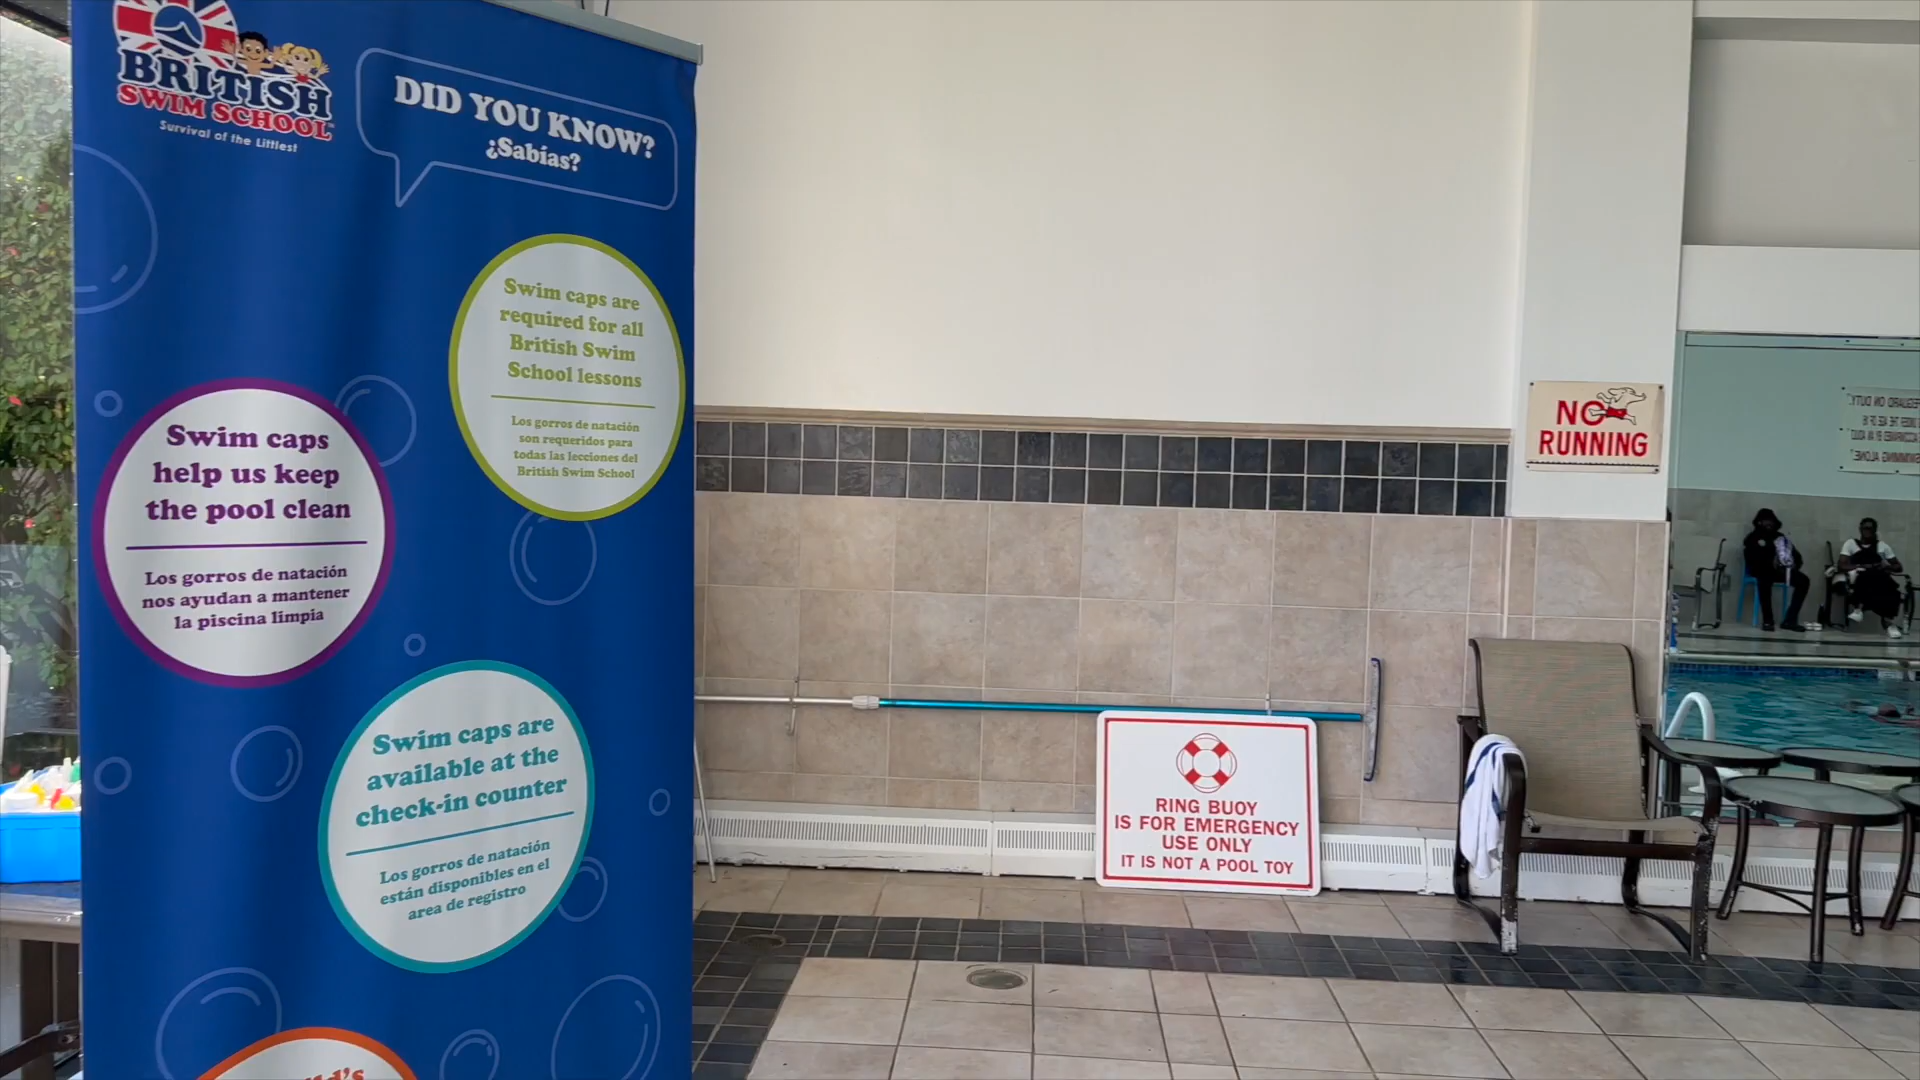 BRITISH
SWIM SCHOOL
Survival of the Littlest
DID YOU KNOW?
¿Sabías?
Swim caps are
required for all
British Swim
School lessons
Los gorros de natación
son requeridos para
todas las lecciones del
British Swim School
Swim caps
help us keep
the pool clean
Los gorros de natación
nos ayudan a mantener
la piscina limpia
Swim caps are
available at the
check-in counter
Los gorros de natación
están disponibles en el
area de registro
NO
RUNNING
RING BUOY
IS FOR EMERGENCY
USE ONLY
IT IS NOT A POOL TOY